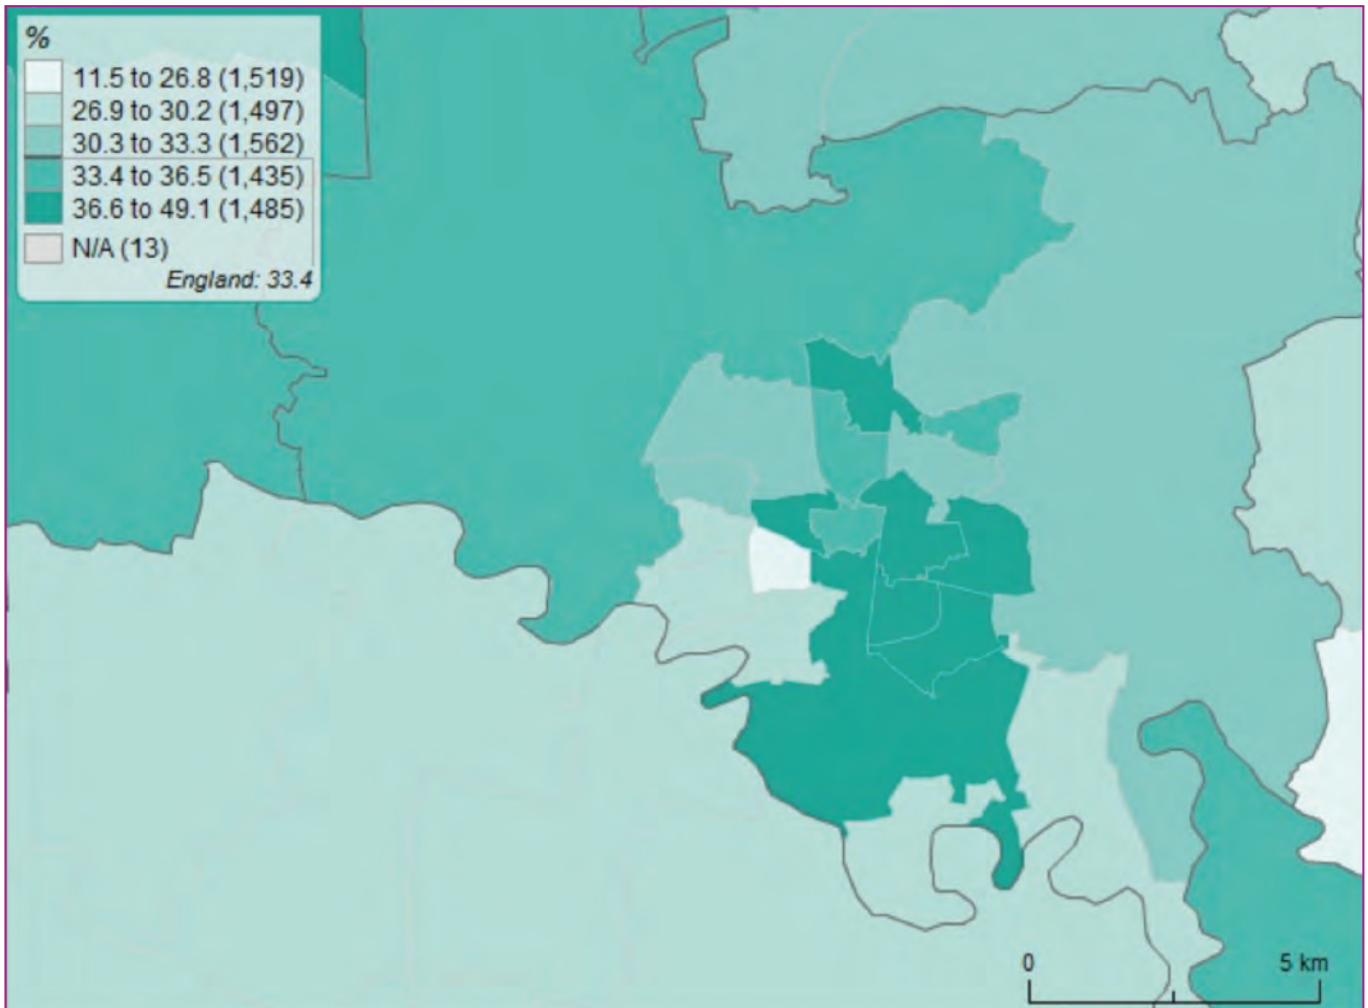 %
11.5 to 26.8 (1,519)
26.9 to 30.2 (1,497)
30.3 to 33.3 (1,562)
33.4 to 36.5 (1,435)
36.6 to 49.1 (1,485)
N/A (13)
England: 33.4
0 5 km